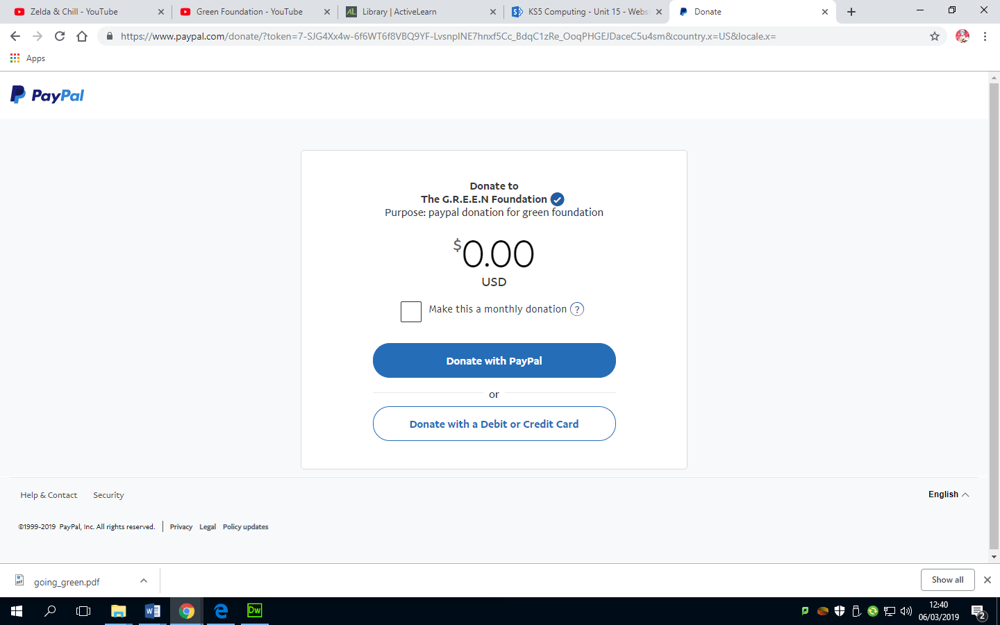 Zelda & Chill - YouTube
Green Foundation - YouTube
Library | ActiveLearn
KS5 Computing - Unit 15 - Webs
Donate
https://www.paypal.com/donate/?token=7-SJG4Xx4w-6f6WT6f8VBQ9YF-LvsnpINE7hnxf5Cc_BdqC1zRe_OoqPHGEJDaceC5u4sm&country.x=US&locale.x=
Apps
PayPal
Donate to
The G.R.E.E.N Foundation
Purpose: paypal donation for green foundation
$0.00
USD
Make this a monthly donation ?
Donate with PayPal
or
Donate with a Debit or Credit Card
Help & Contact Security
English
©1999-2019 PayPal, Inc. All rights reserved. | Privacy Legal Policy updates
going_green.pdf
Show all
Dw
12:40
06/03/2019
2